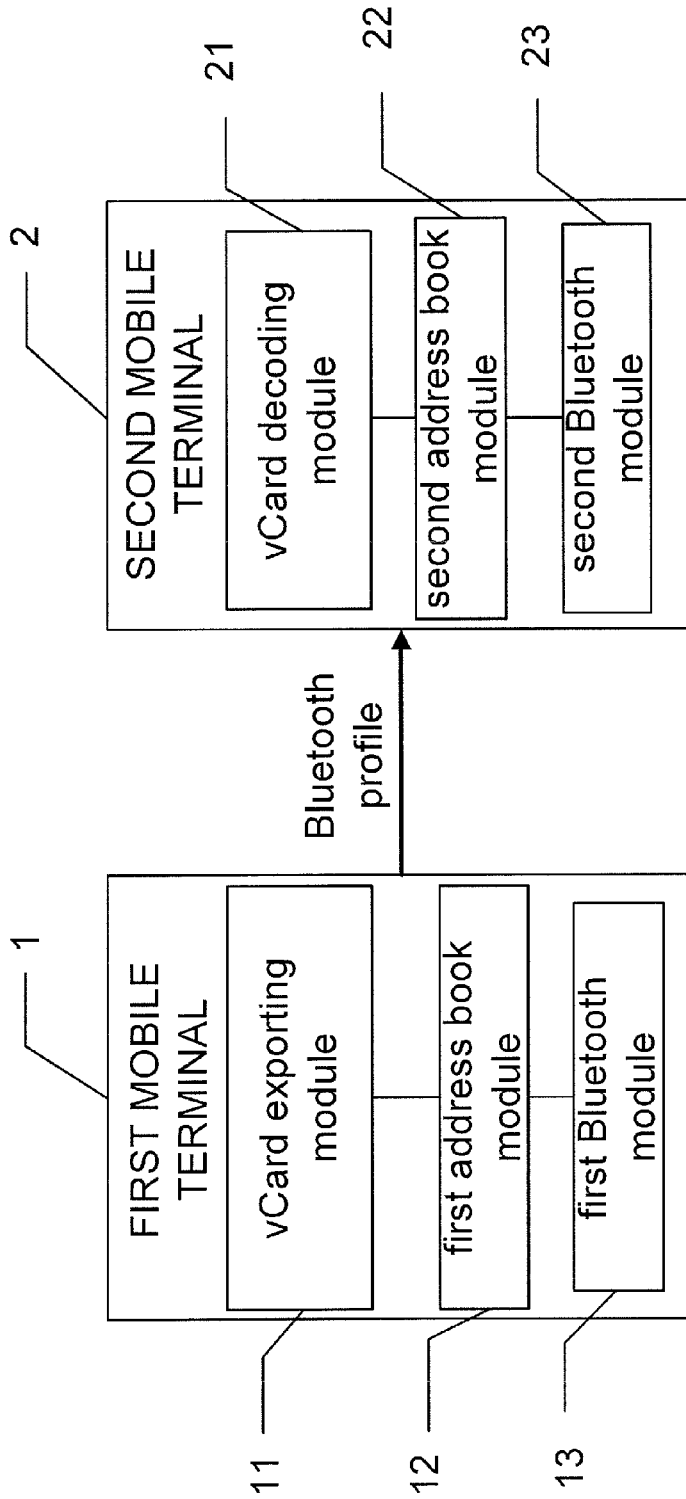 1
FIRST MOBILE
TERMINAL
vCard exporting
module
first address book
module
first Bluetooth
module
11
12
13
Bluetooth
profile
2
SECOND MOBILE
TERMINAL
vCard decoding
module
second address book
module
second Bluetooth
module
21
22
23